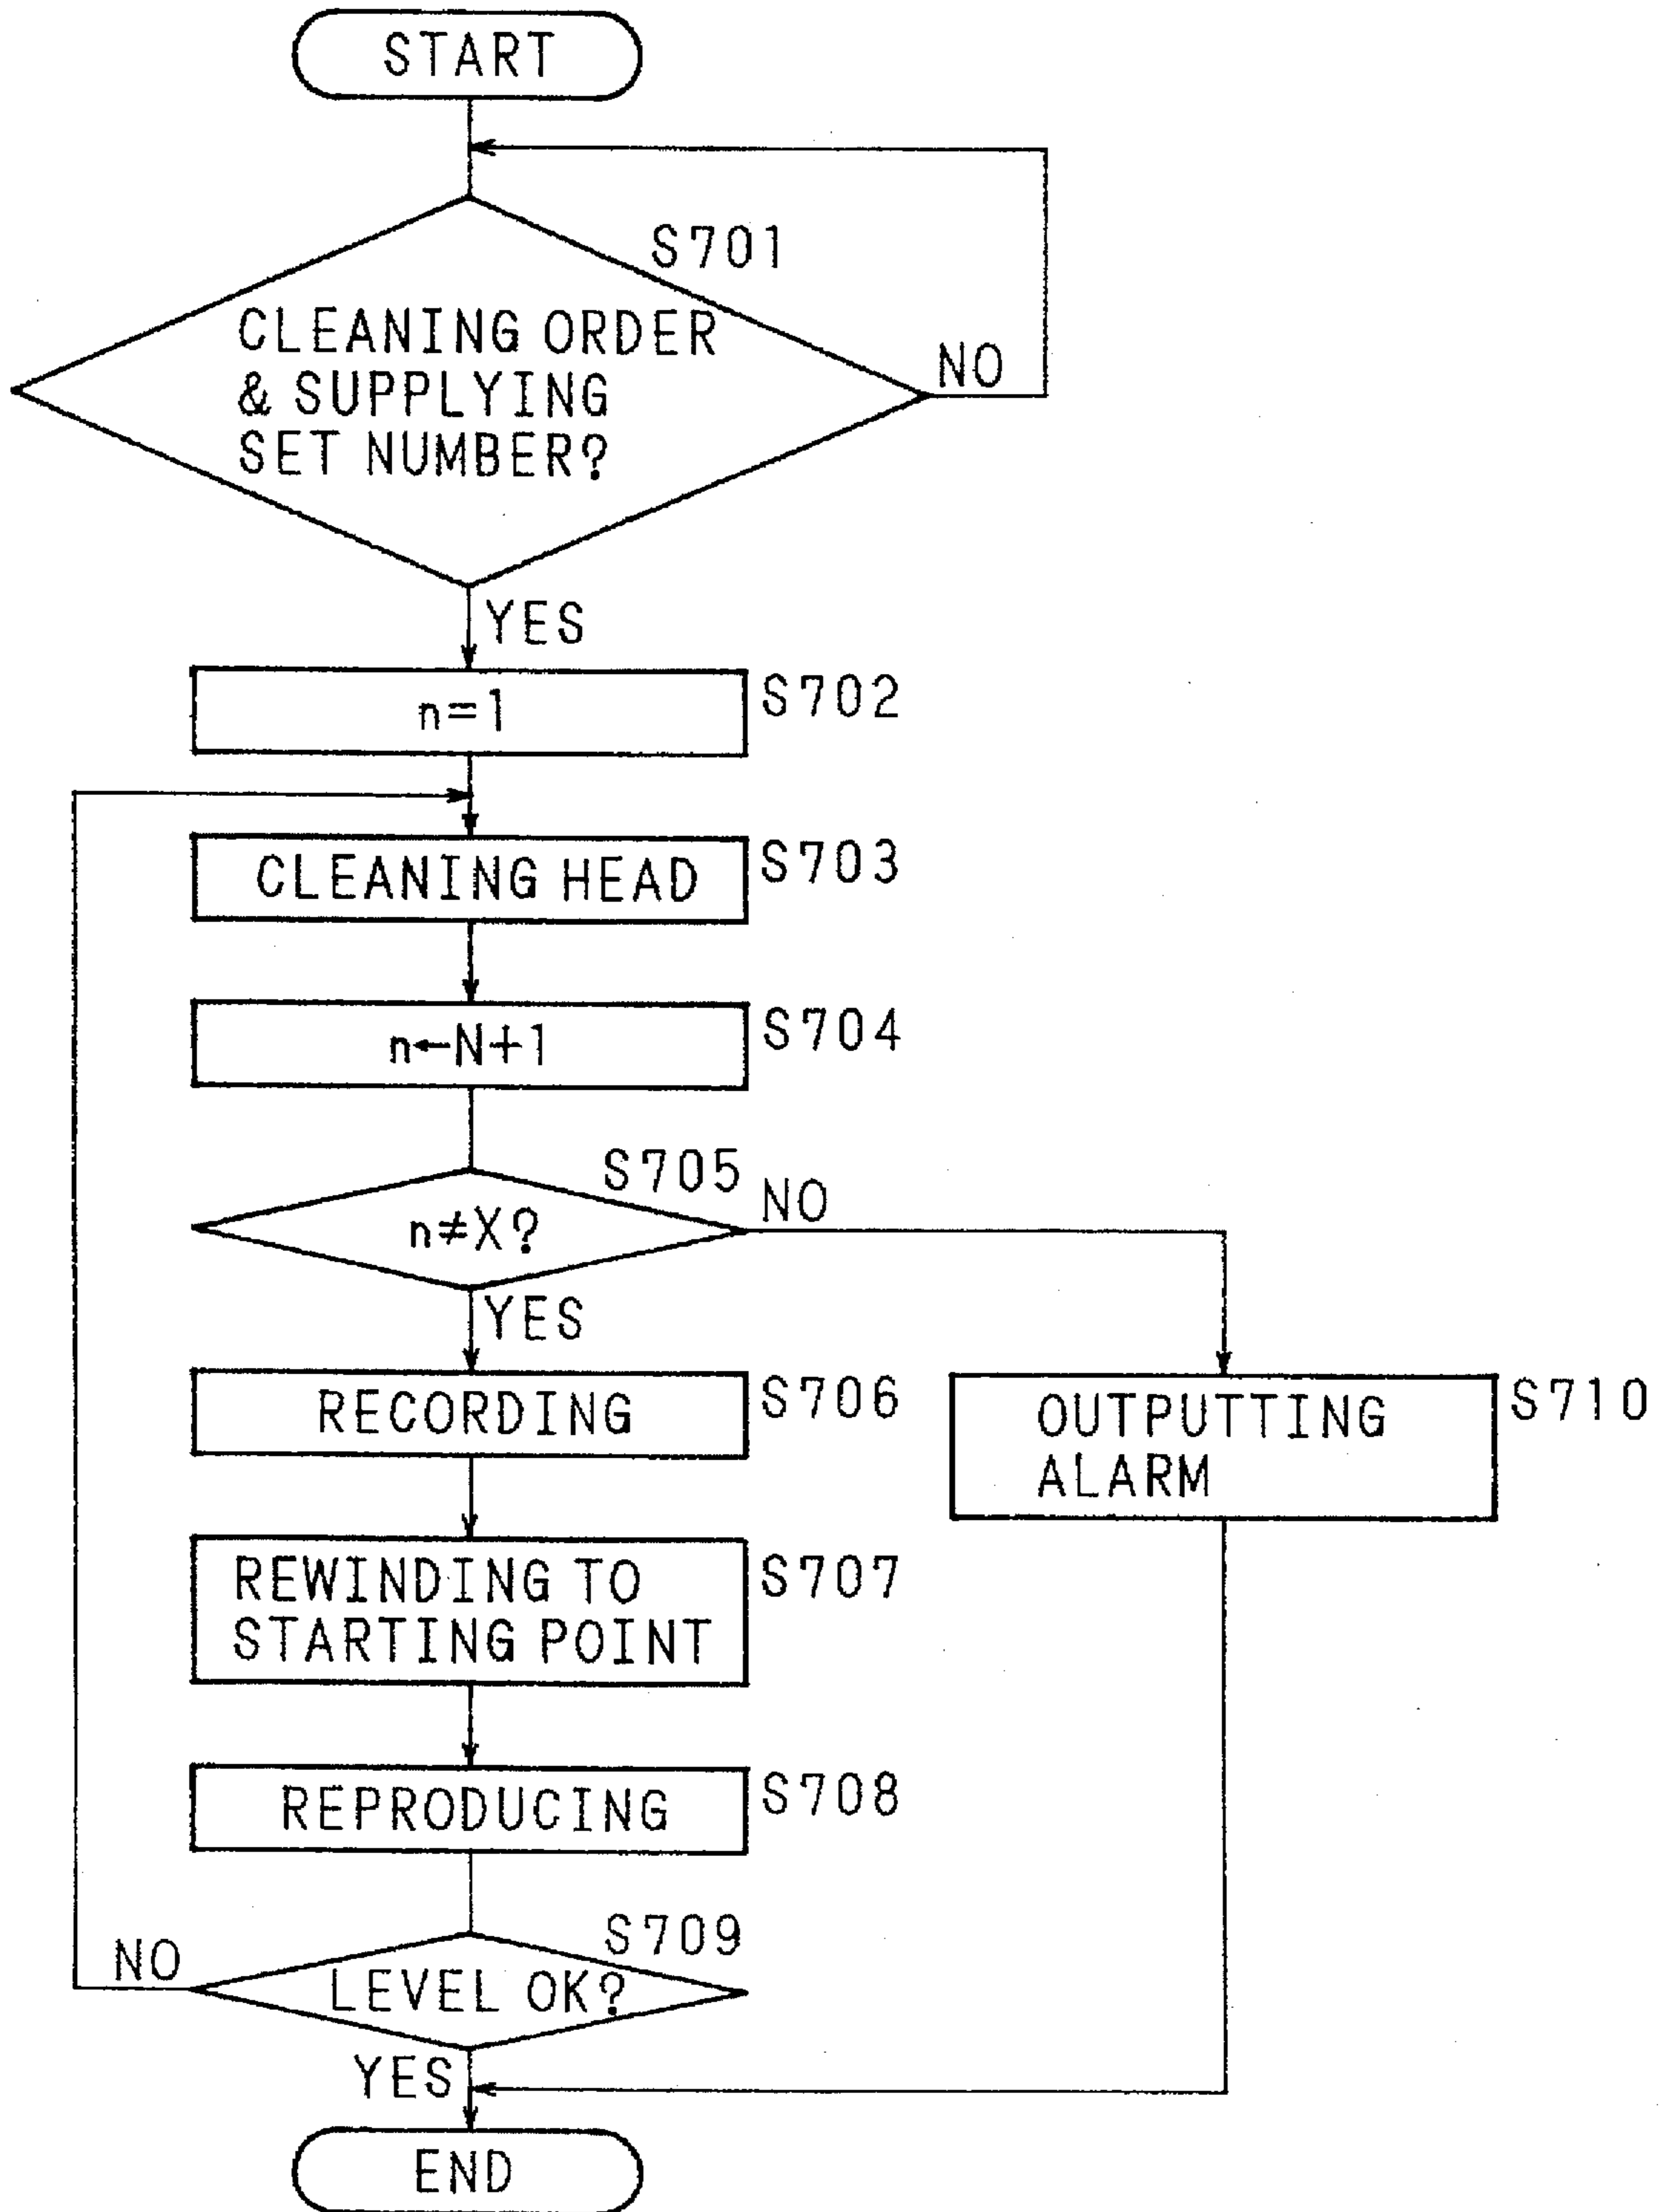 START
S701
CLEANING ORDER
& SUPPLYING
SET NUMBER?
NO
YES
n=1
S702
CLEANING HEAD
S703
n←N+1
S704
S705
n≠X?
NO
YES
RECORDING
S706
OUTPUTTING
ALARM
S710
REWINDING TO
STARTING POINT
S707
REPRODUCING
S708
S709
LEVEL OK?
NO
YES
END